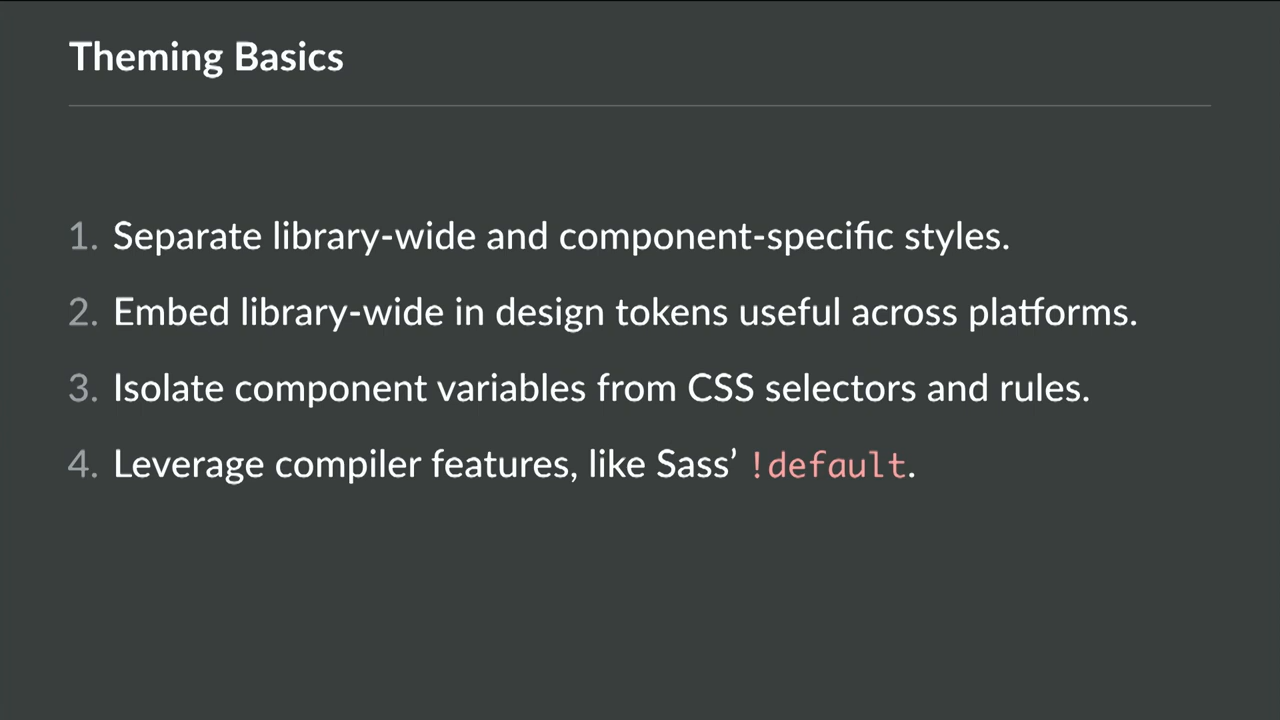 Theming Basics
1. Separate library-wide and component-specific styles.
2. Embed library-wide in design tokens useful across platforms.
3. Isolate component variables from CSS selectors and rules.
4. Leverage compiler features, like Sass’ !default.